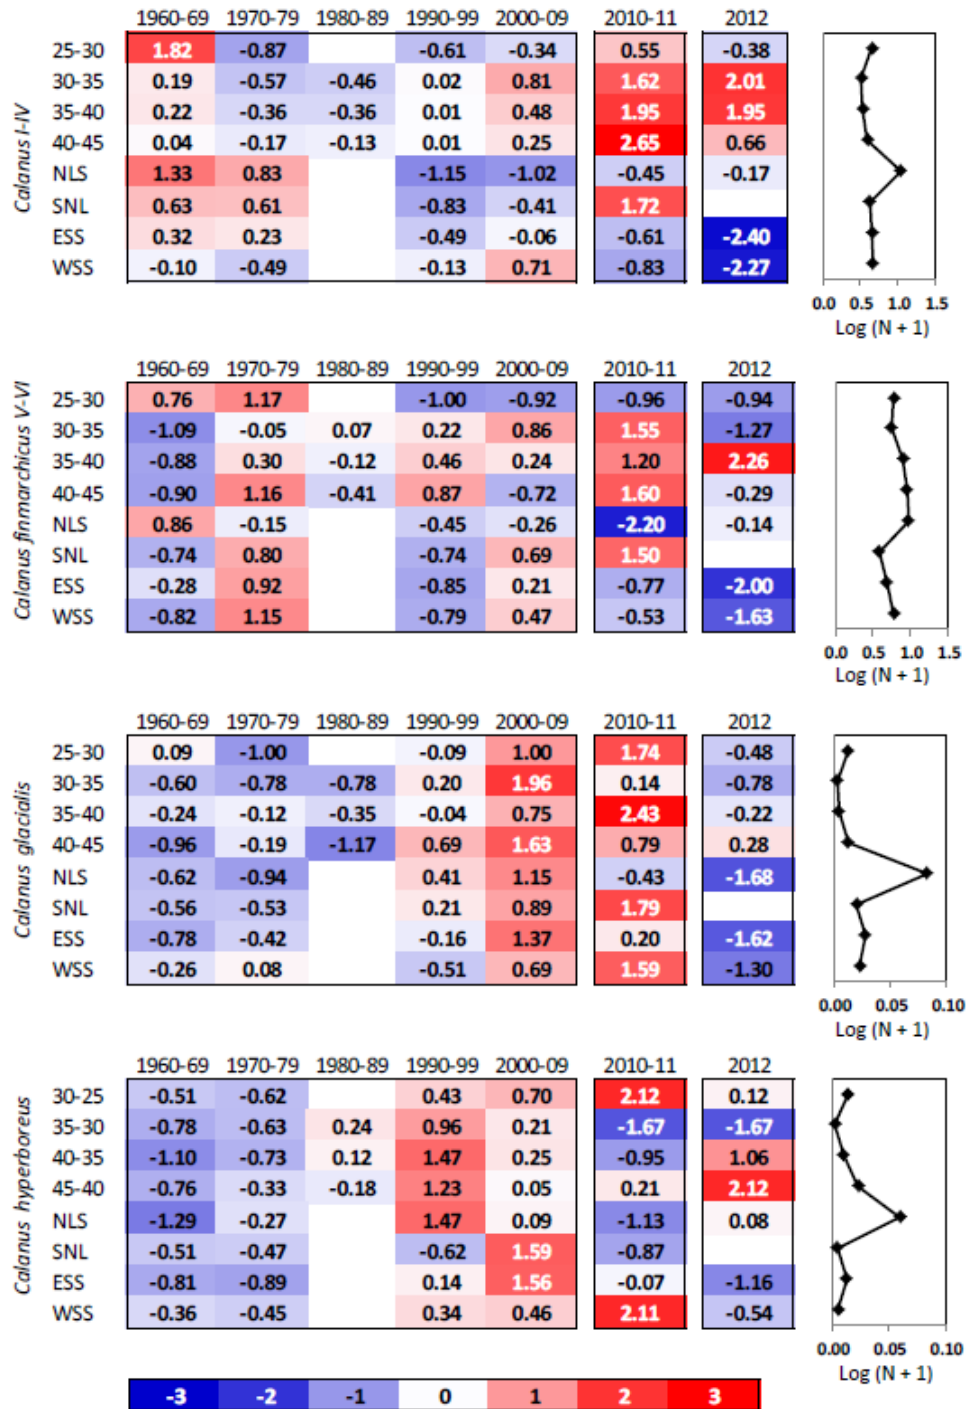 1960-69 1970-79 1980-89 1990-99 2000-09 2010-11 2012
Calanus I-IV
25-30 1.82 -0.87 -0.61 -0.34 0.55 -0.38
30-35 0.19 -0.57 -0.46 0.02 0.81 1.62 2.01
35-40 0.22 -0.36 -0.36 0.01 0.48 1.95 1.95
40-45 0.04 -0.17 -0.13 0.01 0.25 2.65 0.66
NLS 1.33 0.83 -1.15 -1.02 -0.45 -0.17
SNL 0.63 0.61 -0.83 -0.41 1.72
ESS 0.32 0.23 -0.49 -0.06 -0.61 -2.40
WSS -0.10 -0.49 -0.13 0.71 -0.83 -2.27
0.0 0.5 1.0 1.5
Log (N + 1)
1960-69 1970-79 1980-89 1990-99 2000-09 2010-11 2012
Calanus finmarchicus V-VI
25-30 0.76 1.17 -1.00 -0.92 -0.96 -0.94
30-35 -1.09 -0.05 0.07 0.22 0.86 1.55 -1.27
35-40 -0.88 0.30 -0.12 0.46 0.24 1.20 2.26
40-45 -0.90 1.16 -0.41 0.87 -0.72 1.60 -0.29
NLS 0.86 -0.15 -0.45 -0.26 -2.20 -0.14
SNL -0.74 0.80 -0.74 0.69 1.50
ESS -0.28 0.92 -0.85 0.21 -0.77 -2.00
WSS -0.82 1.15 -0.79 0.47 -0.53 -1.63
0.0 0.5 1.0 1.5
Log (N + 1)
1960-69 1970-79 1980-89 1990-99 2000-09 2010-11 2012
Calanus glacialis
25-30 0.09 -1.00 -0.09 1.00 1.74 -0.48
30-35 -0.60 -0.78 -0.78 0.20 1.96 0.14 -0.78
35-40 -0.24 -0.12 -0.35 -0.04 0.75 2.43 -0.22
40-45 -0.96 -0.19 -1.17 0.69 1.63 0.79 0.28
NLS -0.62 -0.94 0.41 1.15 -0.43 -1.68
SNL -0.56 -0.53 0.21 0.89 1.79
ESS -0.78 -0.42 -0.16 1.37 0.20 -1.62
WSS -0.26 0.08 -0.51 0.69 1.59 -1.30
0.00 0.05 0.10
Log (N + 1)
1960-69 1970-79 1980-89 1990-99 2000-09 2010-11 2012
Calanus hyperboreus
30-25 -0.51 -0.62 0.43 0.70 2.12 0.12
35-30 -0.78 -0.63 0.24 0.96 0.21 -1.67 -1.67
40-35 -1.10 -0.73 0.12 1.47 0.25 -0.95 1.06
45-40 -0.76 -0.33 -0.18 1.23 0.05 0.21 2.12
NLS -1.29 -0.27 1.47 0.09 -1.13 0.08
SNL -0.51 -0.47 -0.62 1.59 -0.87
ESS -0.81 -0.89 0.14 1.56 -0.07 -1.16
WSS -0.36 -0.45 0.34 0.46 2.11 -0.54
0.00 0.05 0.10
Log (N + 1)
-3 -2 -1 0 1 2 3